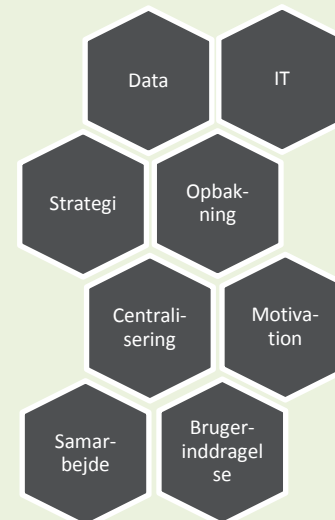 Data
IT
Strategi
Opbak-
ning
Centrali-
sering
Motiva-
tion
Samar-
bejde
Bruger-
inddragel
se